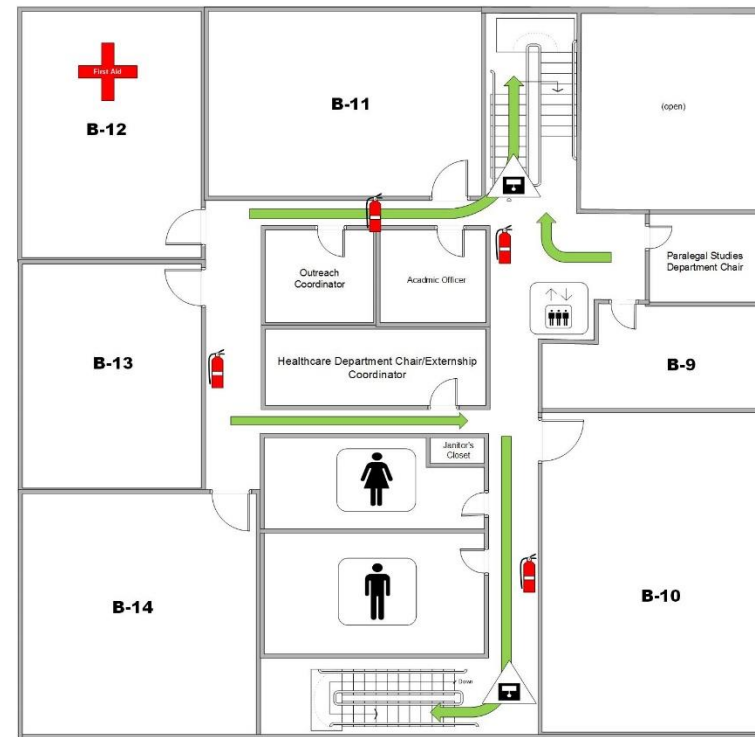 First Aid
B-12
B-11
(open)
Outreach
Coordinator
Acadmic Officer
Paralegal Studies
Department Chair
B-13
Healthcare Department Chair/Externship
Coordinator
B-9
Janitor's
Closet
B-14
B-10
Down